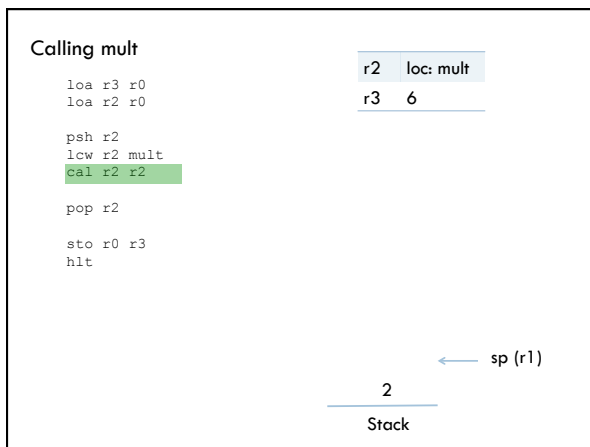 Calling mult
loa r3 r0
loa r2 r0
psh r2
lcw r2 mult
cal r2 r2
pop r2
sto r0 r3
hlt
r2 loc: mult
r3 6
sp (r1)
2
Stack